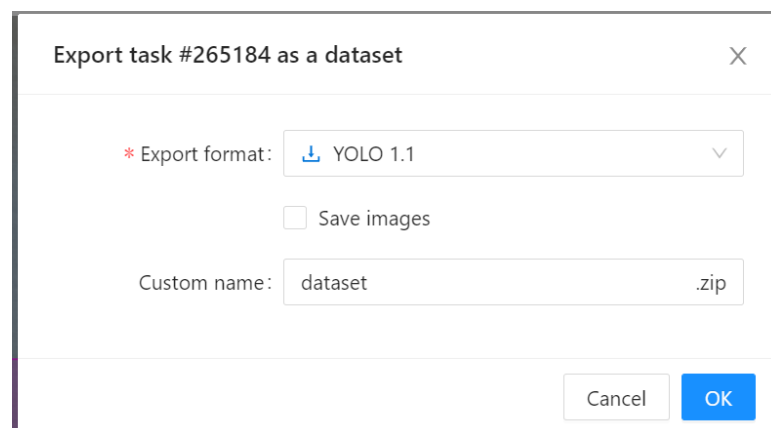 Export task #265184 as a dataset
* Export format: YOLO 1.1
Save images
Custom name: dataset .zip
Cancel OK